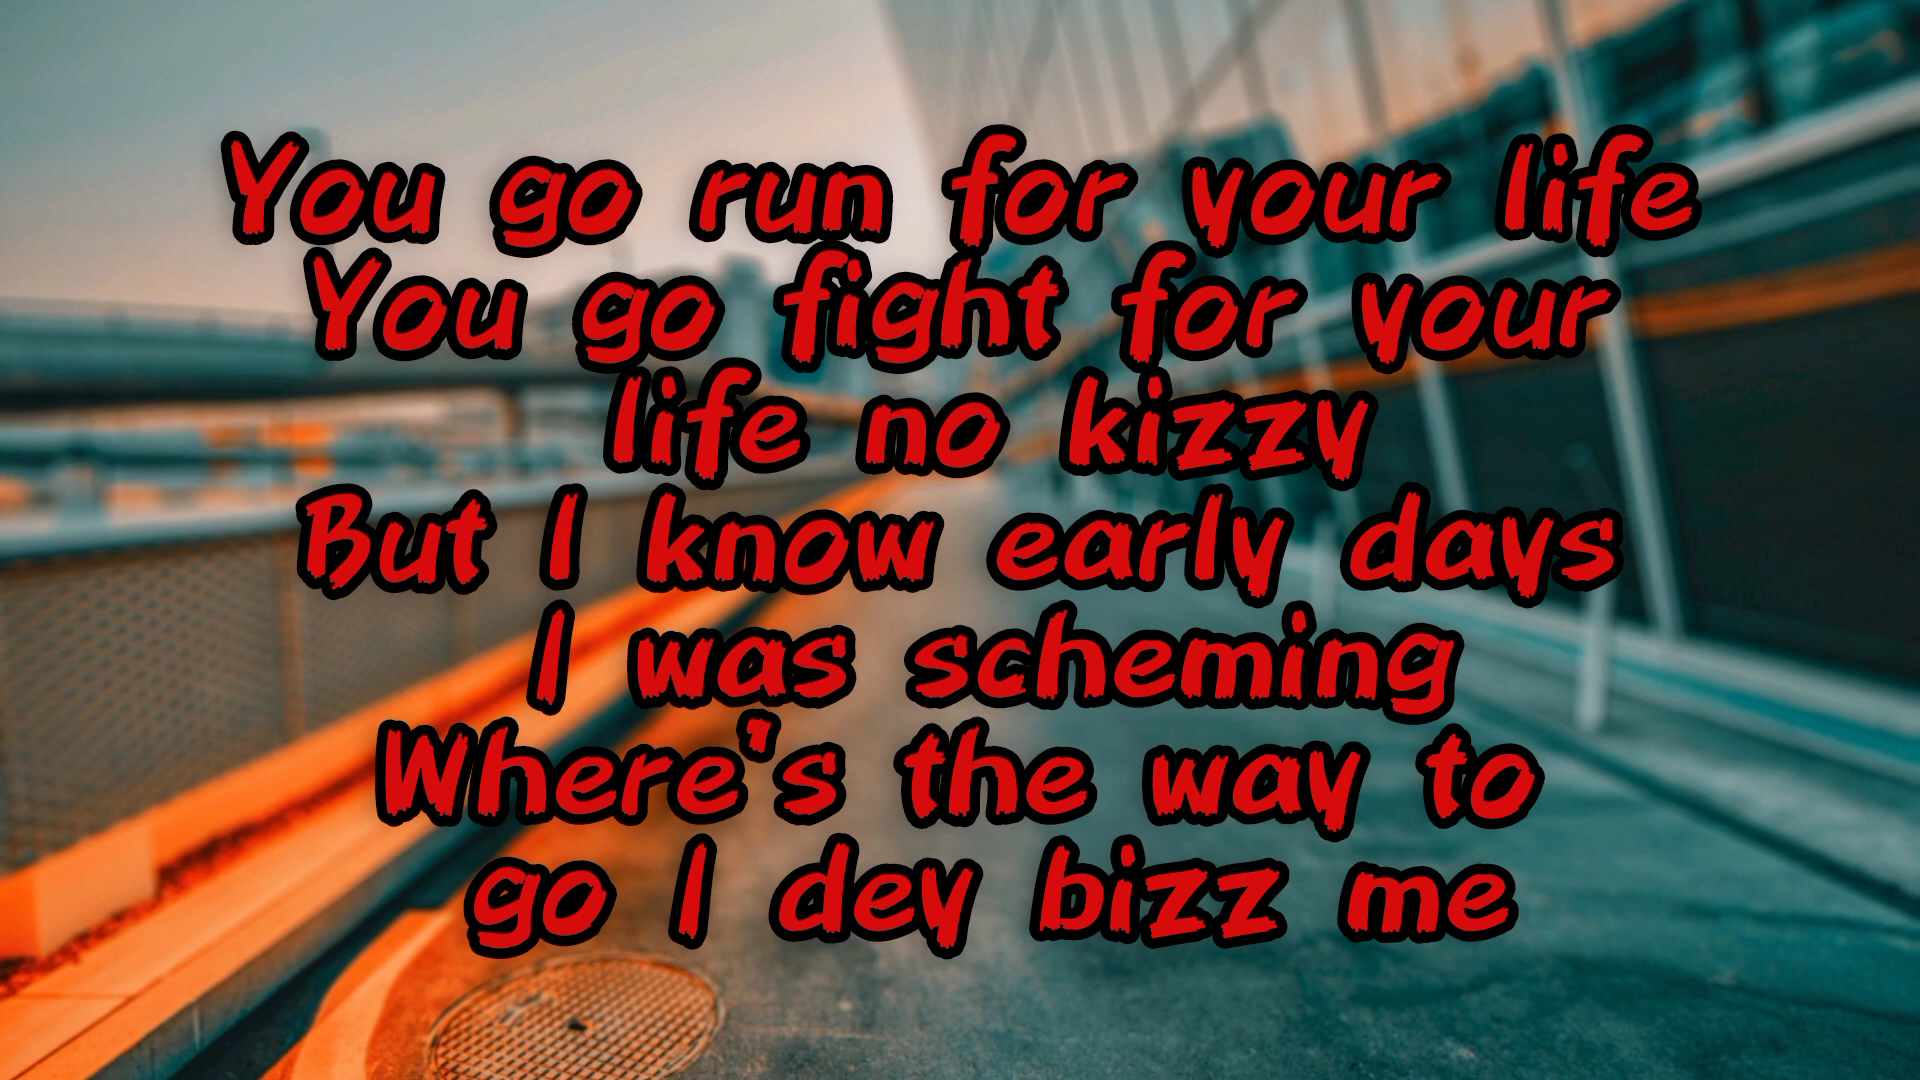 You go run for your life
You go fight for your
life no kizzy
But I know early days
I was scheming
Where's the way to
go I dey bizz me